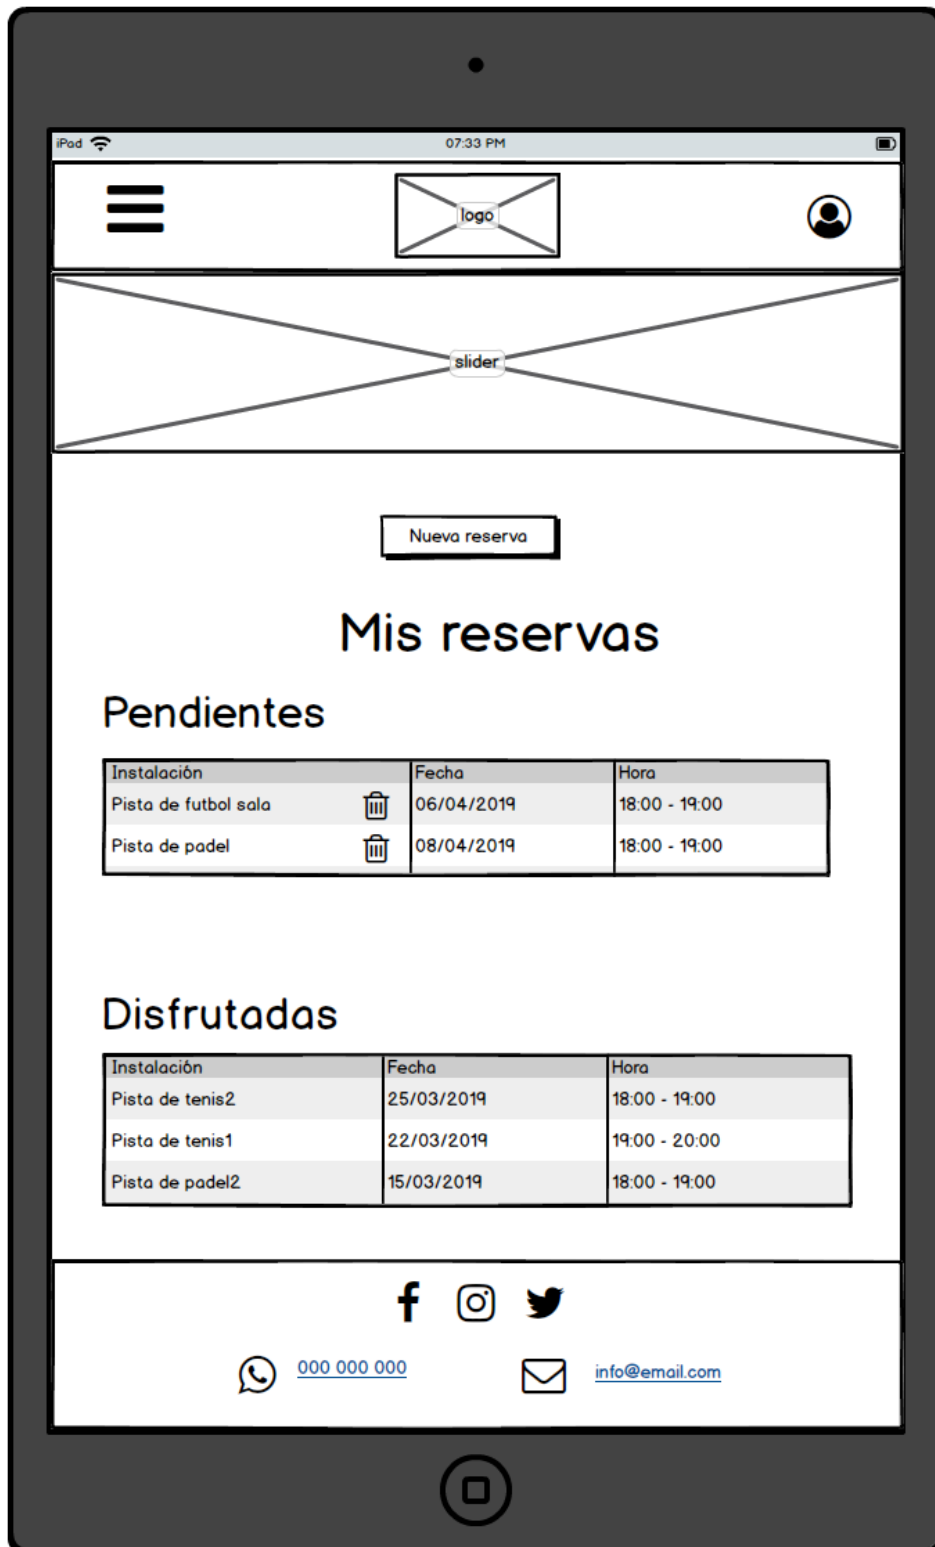 iPad 07:33 PM
logo
slider
Nueva reserva
Mis reservas
Pendientes
Instalación Fecha Hora
Pista de futbol sala 06/04/2019 18:00 - 19:00
Pista de padel 08/04/2019 18:00 - 19:00
Disfrutadas
Instalación Fecha Hora
Pista de tenis2 25/03/2019 18:00 - 19:00
Pista de tenis1 22/03/2019 19:00 - 20:00
Pista de padel2 15/03/2019 18:00 - 19:00
000 000 000 info@email.com